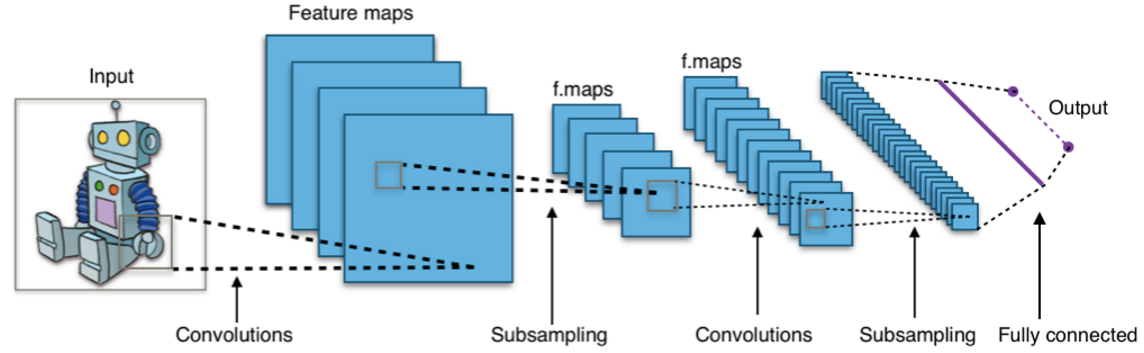 Feature maps
Input
f.maps
f.maps
Output
Convolutions
Subsampling
Convolutions
Subsampling
Fully connected